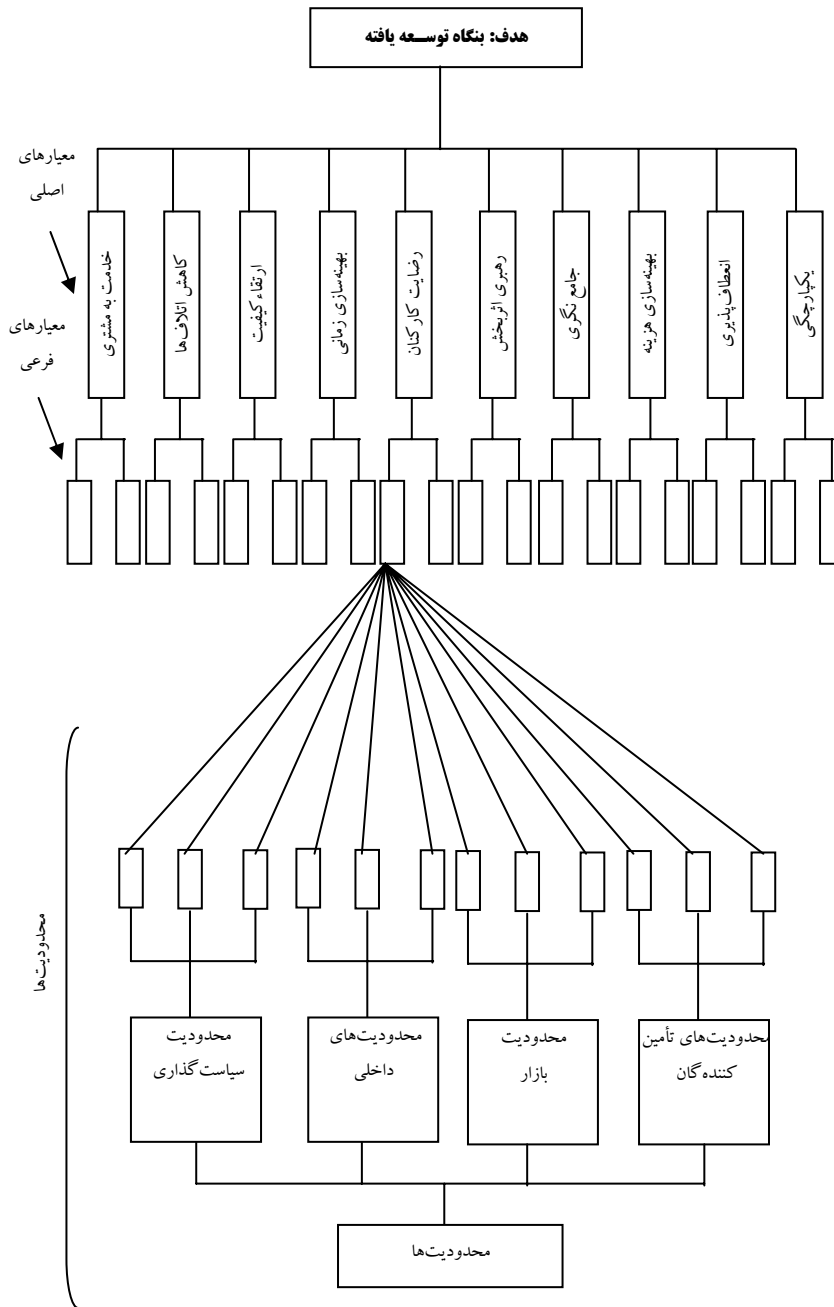 هدف: بنگاه توسعه یافته
معیارهای
اصلی
یکپارچگی
انعطاف‌پذیری
بهینه‌سازی هزینه
جامع نگری
رهبری اثربخش
رضایت کارکنان
بهینه‌سازی زمانی
ارتقاء کیفیت
کاهش اتلاف‌ها
خدمت به مشتری
معیارهای
فرعی
محدودیت‌ها
محدودیت‌های تأمین
کننده‌گان
محدودیت
بازار
محدودیت‌های
داخلی
محدودیت
سیاست‌گذاری
محدودیت‌ها